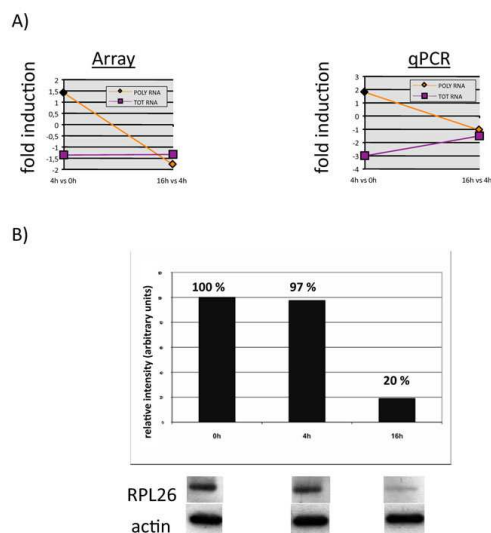 A)
Array
fold induction
2
1,5
1
0,5
0
-0,5
-1
-1,5
-2
POLY RNA
TOT RNA
4h vs 0h
16h vs 4h
qPCR
fold induction
3
2
1
0
-1
-2
-3
-4
POLY RNA
TOT RNA
4h vs 0h
16h vs 4h
B)
relative intensity (arbitrary units)
100 %
97 %
20 %
0h
4h
16h
RPL26
actin